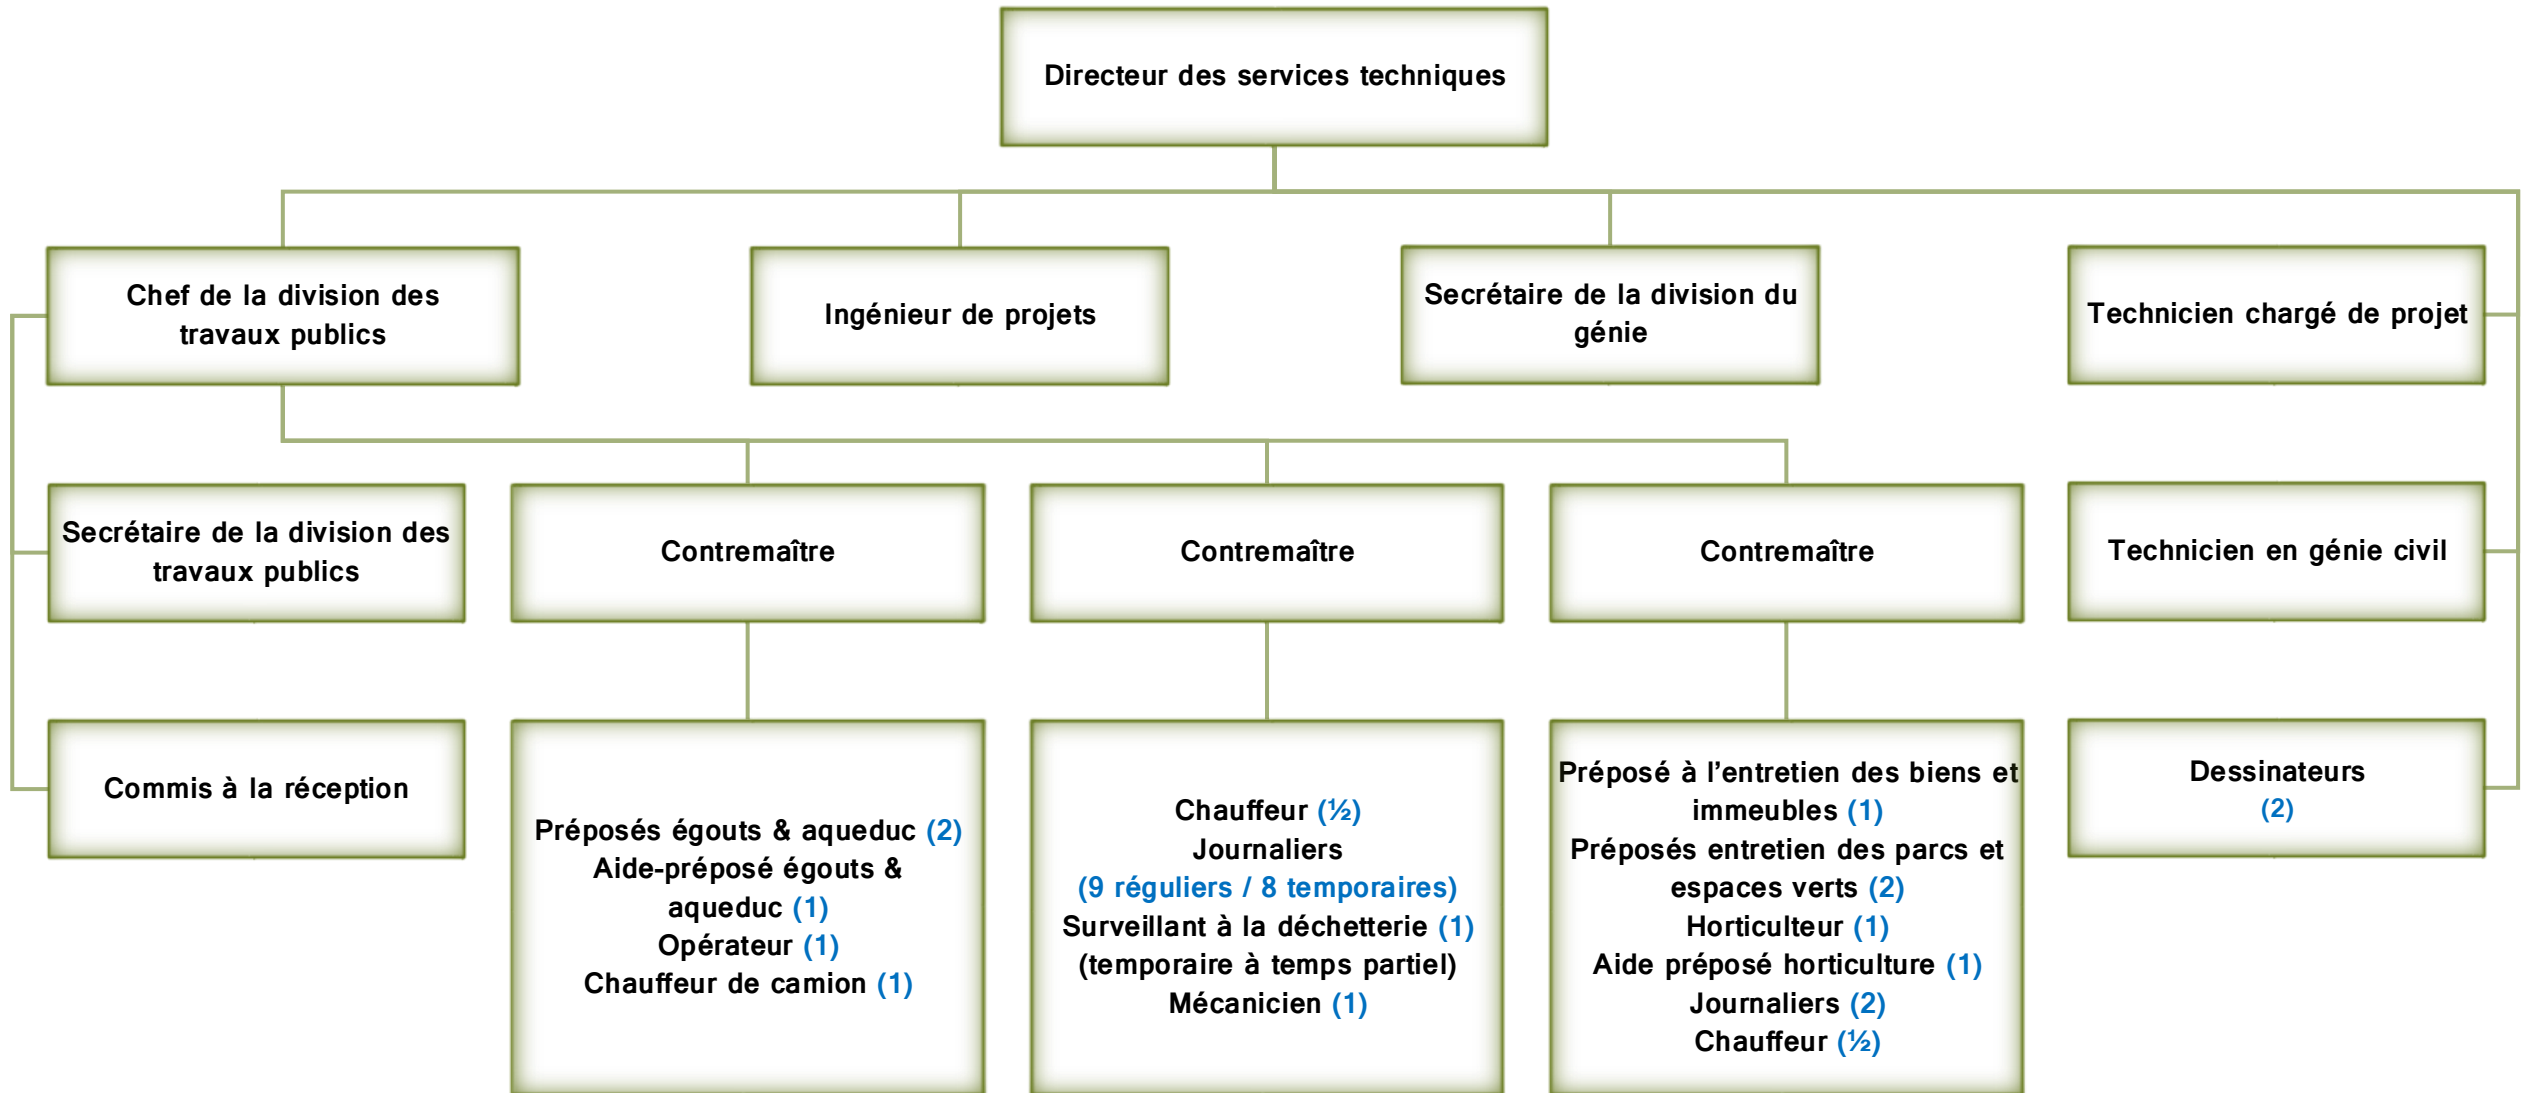 Directeur des services techniques
Chef de la division des
travaux publics
Ingénieur de projets
Secrétaire de la division du
génie
Technicien chargé de projet
Secrétaire de la division des
travaux publics
Contremaître
Contremaître
Contremaître
Technicien en génie civil
Commis à la réception
Préposés égouts & aqueduc (2)
Aide-préposé égouts &
aqueduc (1)
Opérateur (1)
Chauffeur de camion (1)
Chauffeur (½)
Journaliers
(9 réguliers / 8 temporaires)
Surveillant à la déchetterie (1)
(temporaire à temps partiel)
Mécanicien (1)
Préposé à l’entretien des biens et
immeubles (1)
Préposés entretien des parcs et
espaces verts (2)
Horticulteur (1)
Aide préposé horticulture (1)
Journaliers (2)
Chauffeur (½)
Dessinateurs
(2)